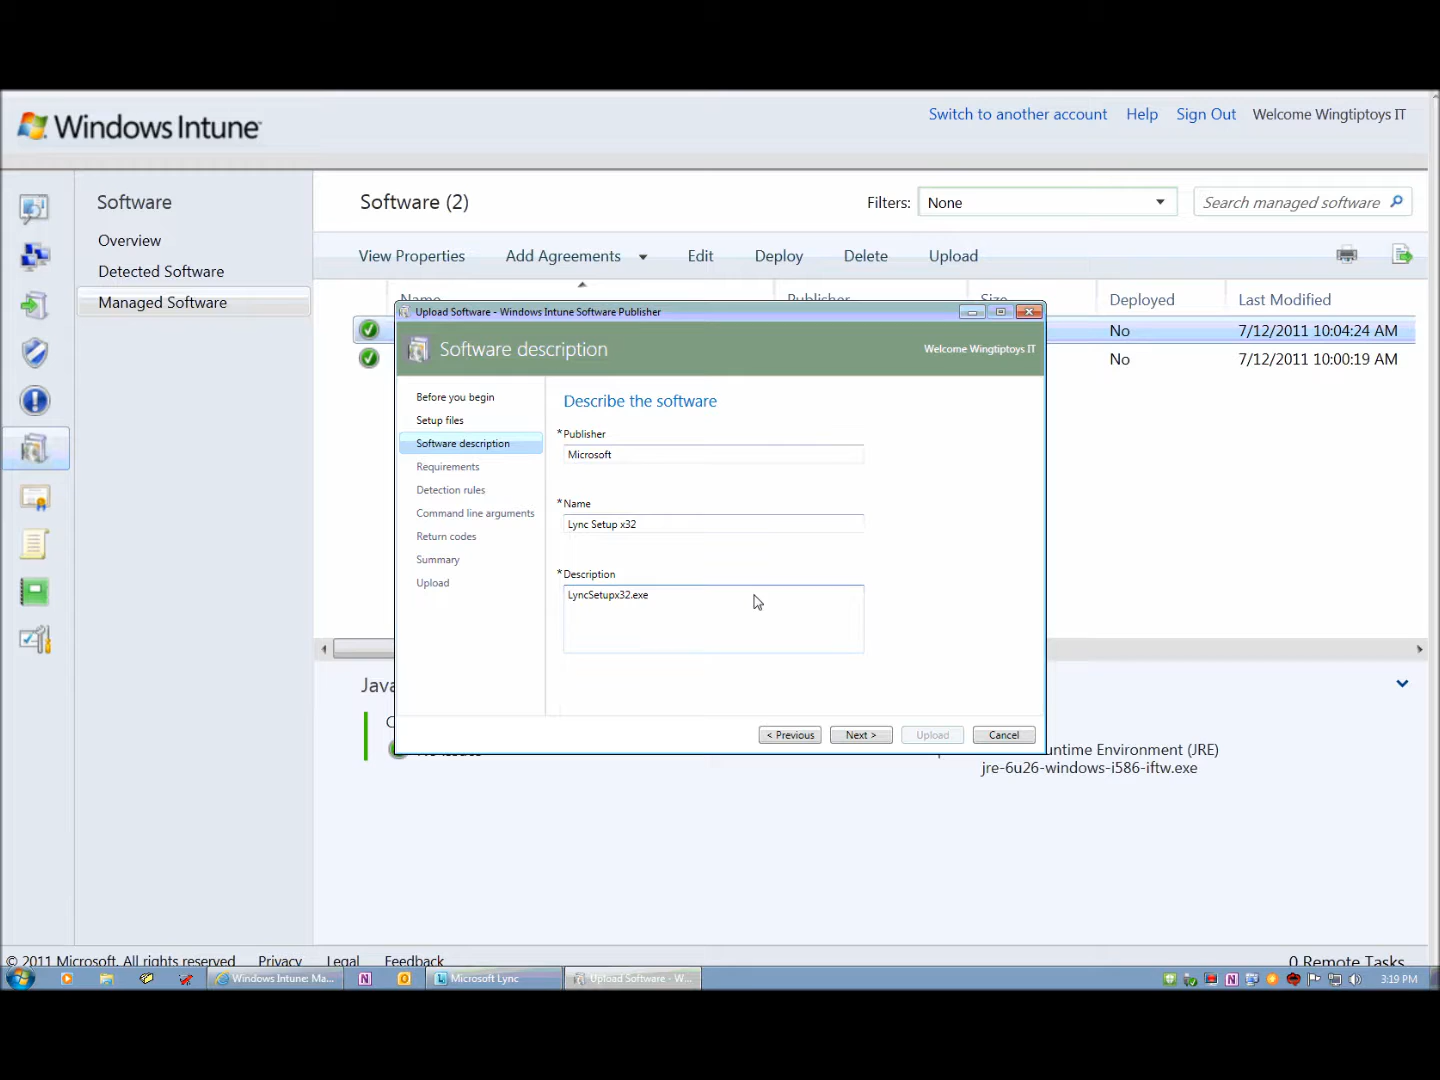 Windows Intune
Switch to another account
Help
Sign Out
Welcome Wingtiptoys IT
Software
Overview
Detected Software
Managed Software
Software (2)
Filters:
None
Search managed software
View Properties
Add Agreements
Edit
Deploy
Delete
Upload
Name
Publisher
Size
Deployed
Last Modified
No
7/12/2011 10:04:24 AM
No
7/12/2011 10:00:19 AM
Upload Software - Windows Intune Software Publisher
Software description
Welcome Wingtiptoys IT
Before you begin
Setup files
Software description
Requirements
Detection rules
Command line arguments
Return codes
Summary
Upload
Describe the software
*Publisher
Microsoft
*Name
Lync Setup x32
*Description
LyncSetupx32.exe
< Previous
Next >
Upload
Cancel
Java
untime Environment (JRE)
jre-6u26-windows-i586-iftw.exe
© 2011 Microsoft. All rights reserved
Privacy
Legal
Feedback
0 Remote Tasks
Windows Intune: Ma...
Microsoft Lync
Upload Software - W...
3:19 PM